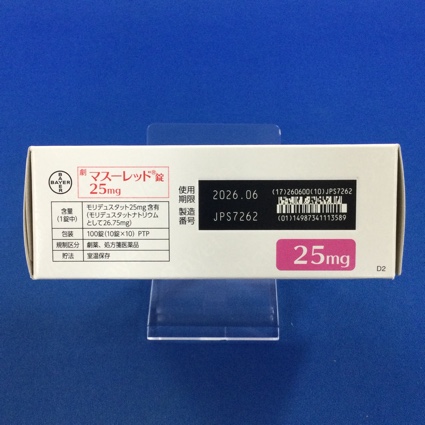 BAYER
BAYER
劇 マスーレッド®錠
25mg
含量
(1錠中)
モリデュスタット25mg 含有
(モリデュスタットナトリウム
として26.75mg)
包装 100錠(10錠×10) PTP
規制区分 劇薬、処方箋医薬品
貯法 室温保存
使用
期限
2026.06
製造
番号
JPS7262
(17)260600(10)JPS7262
(01)14987341113589
25mg
D2